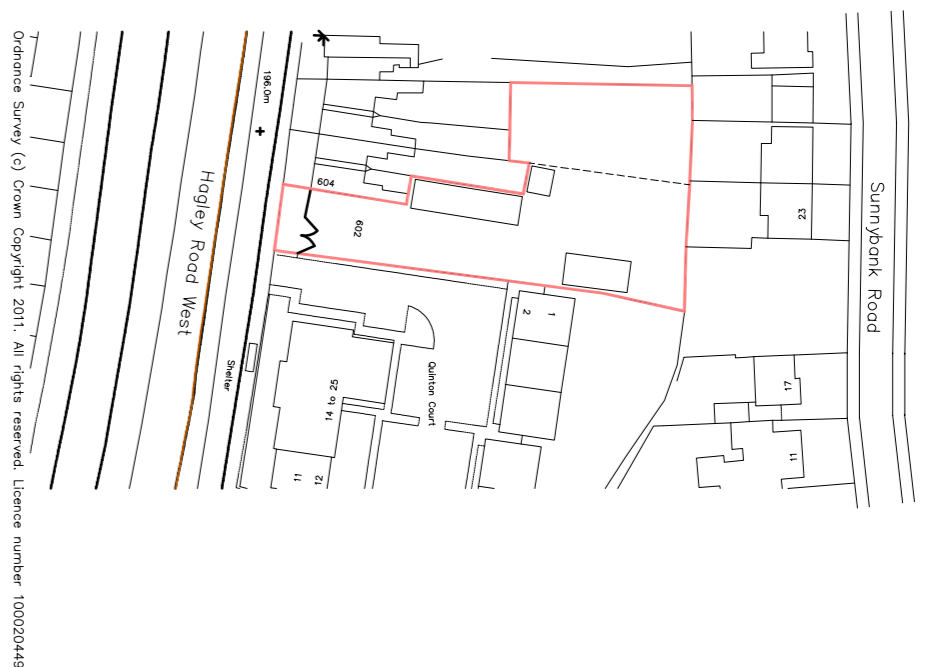 Sunnybank Road
23
17
11
1
2
Quinton Court
14 to 25
12
11
602
604
196.0m
Shelter
Hagley Road West
Ordnance Survey (c) Crown Copyright 2011. All rights reserved. Licence number 100020449